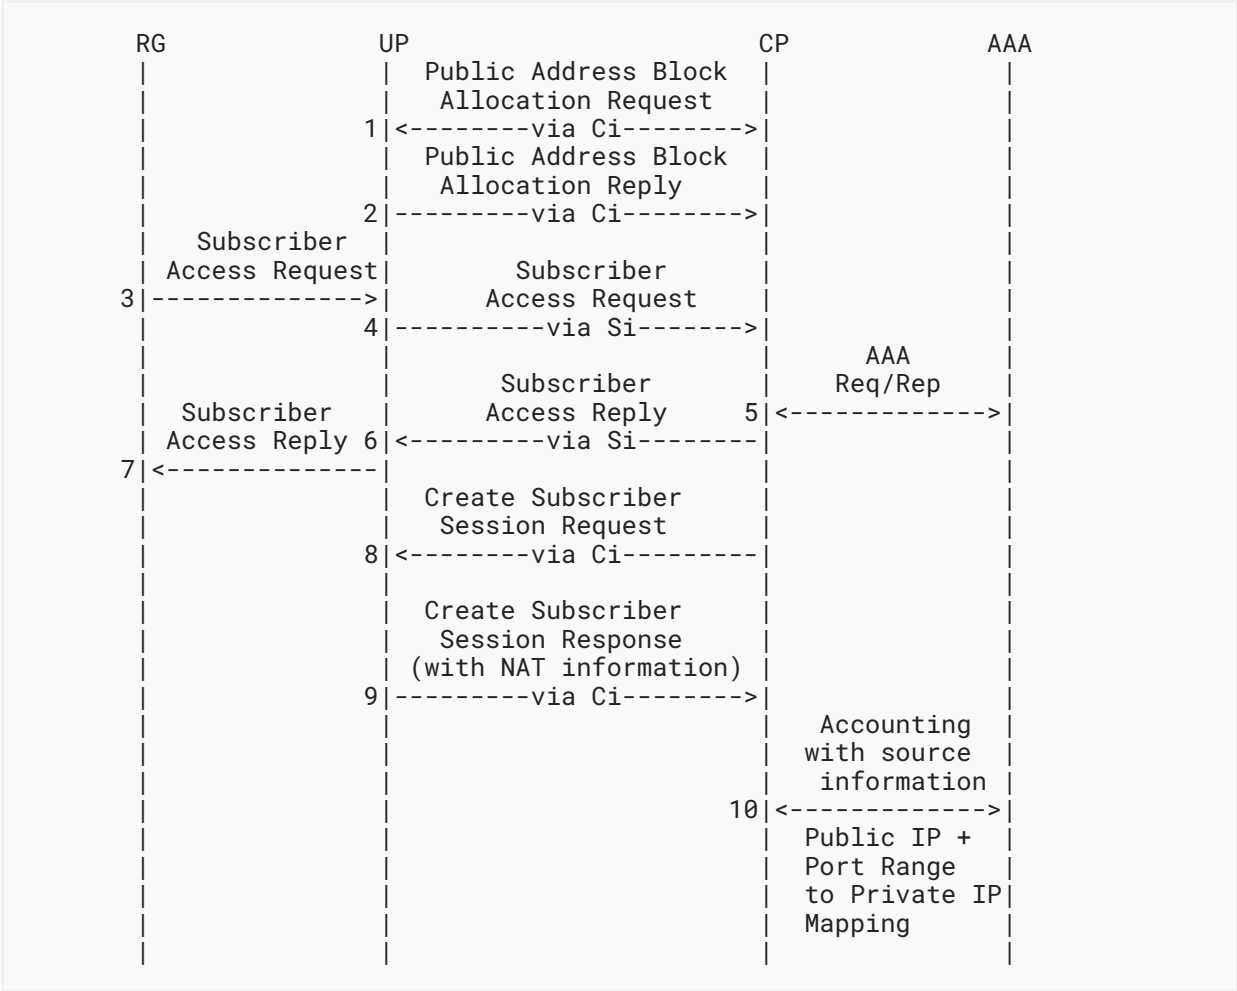 RG UP CP AAA
| | Public Address Block | |
| | Allocation Request | |
| 1|<--------via Ci-------->| |
| | Public Address Block | |
| | Allocation Reply | |
| 2|---------via Ci-------->| |
| Subscriber | | |
| Access Request| Subscriber | |
3|-------------->| Access Request | |
| 4|----------via Si------->| |
| | | AAA |
| | Subscriber | Req/Rep |
| Subscriber | Access Reply 5|<------------->|
| Access Reply 6|<----------via Si--------| |
7|<--------------| | |
| | Create Subscriber | |
| | Session Request | |
| 8|<--------via Ci---------| |
| | | |
| | Create Subscriber | |
| | Session Response | |
| | (with NAT information) | |
| 9|---------via Ci-------->| |
| | | Accounting |
| | | with source |
| | | information |
| | 10|<------------->|
| | | Public IP + |
| | | Port Range |
| | | to Private IP|
| | | Mapping |
| | | |